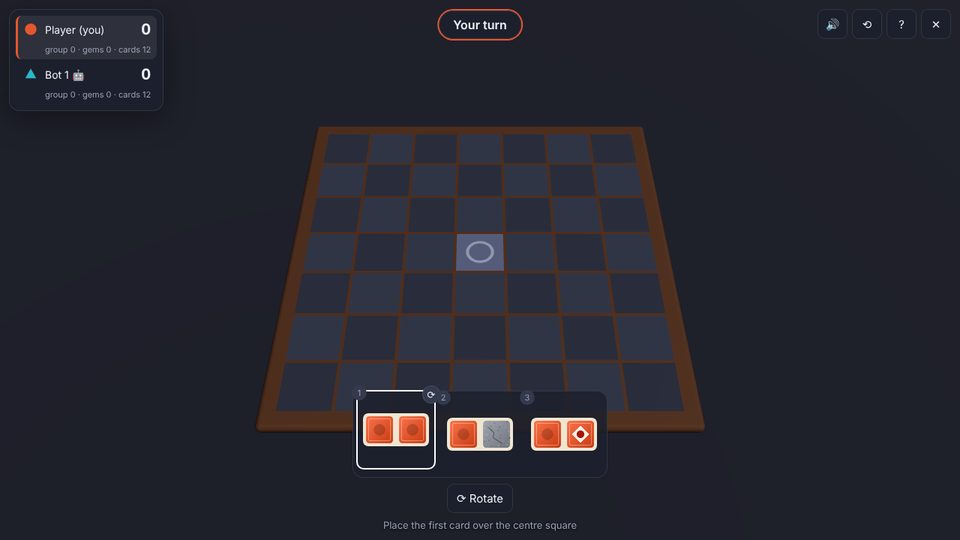 Player (you) 0
group 0 · gems 0 · cards 12
Bot 1 🤖 0
group 0 · gems 0 · cards 12
Your turn
?
1
2
3
⟳ Rotate
Place the first card over the centre square